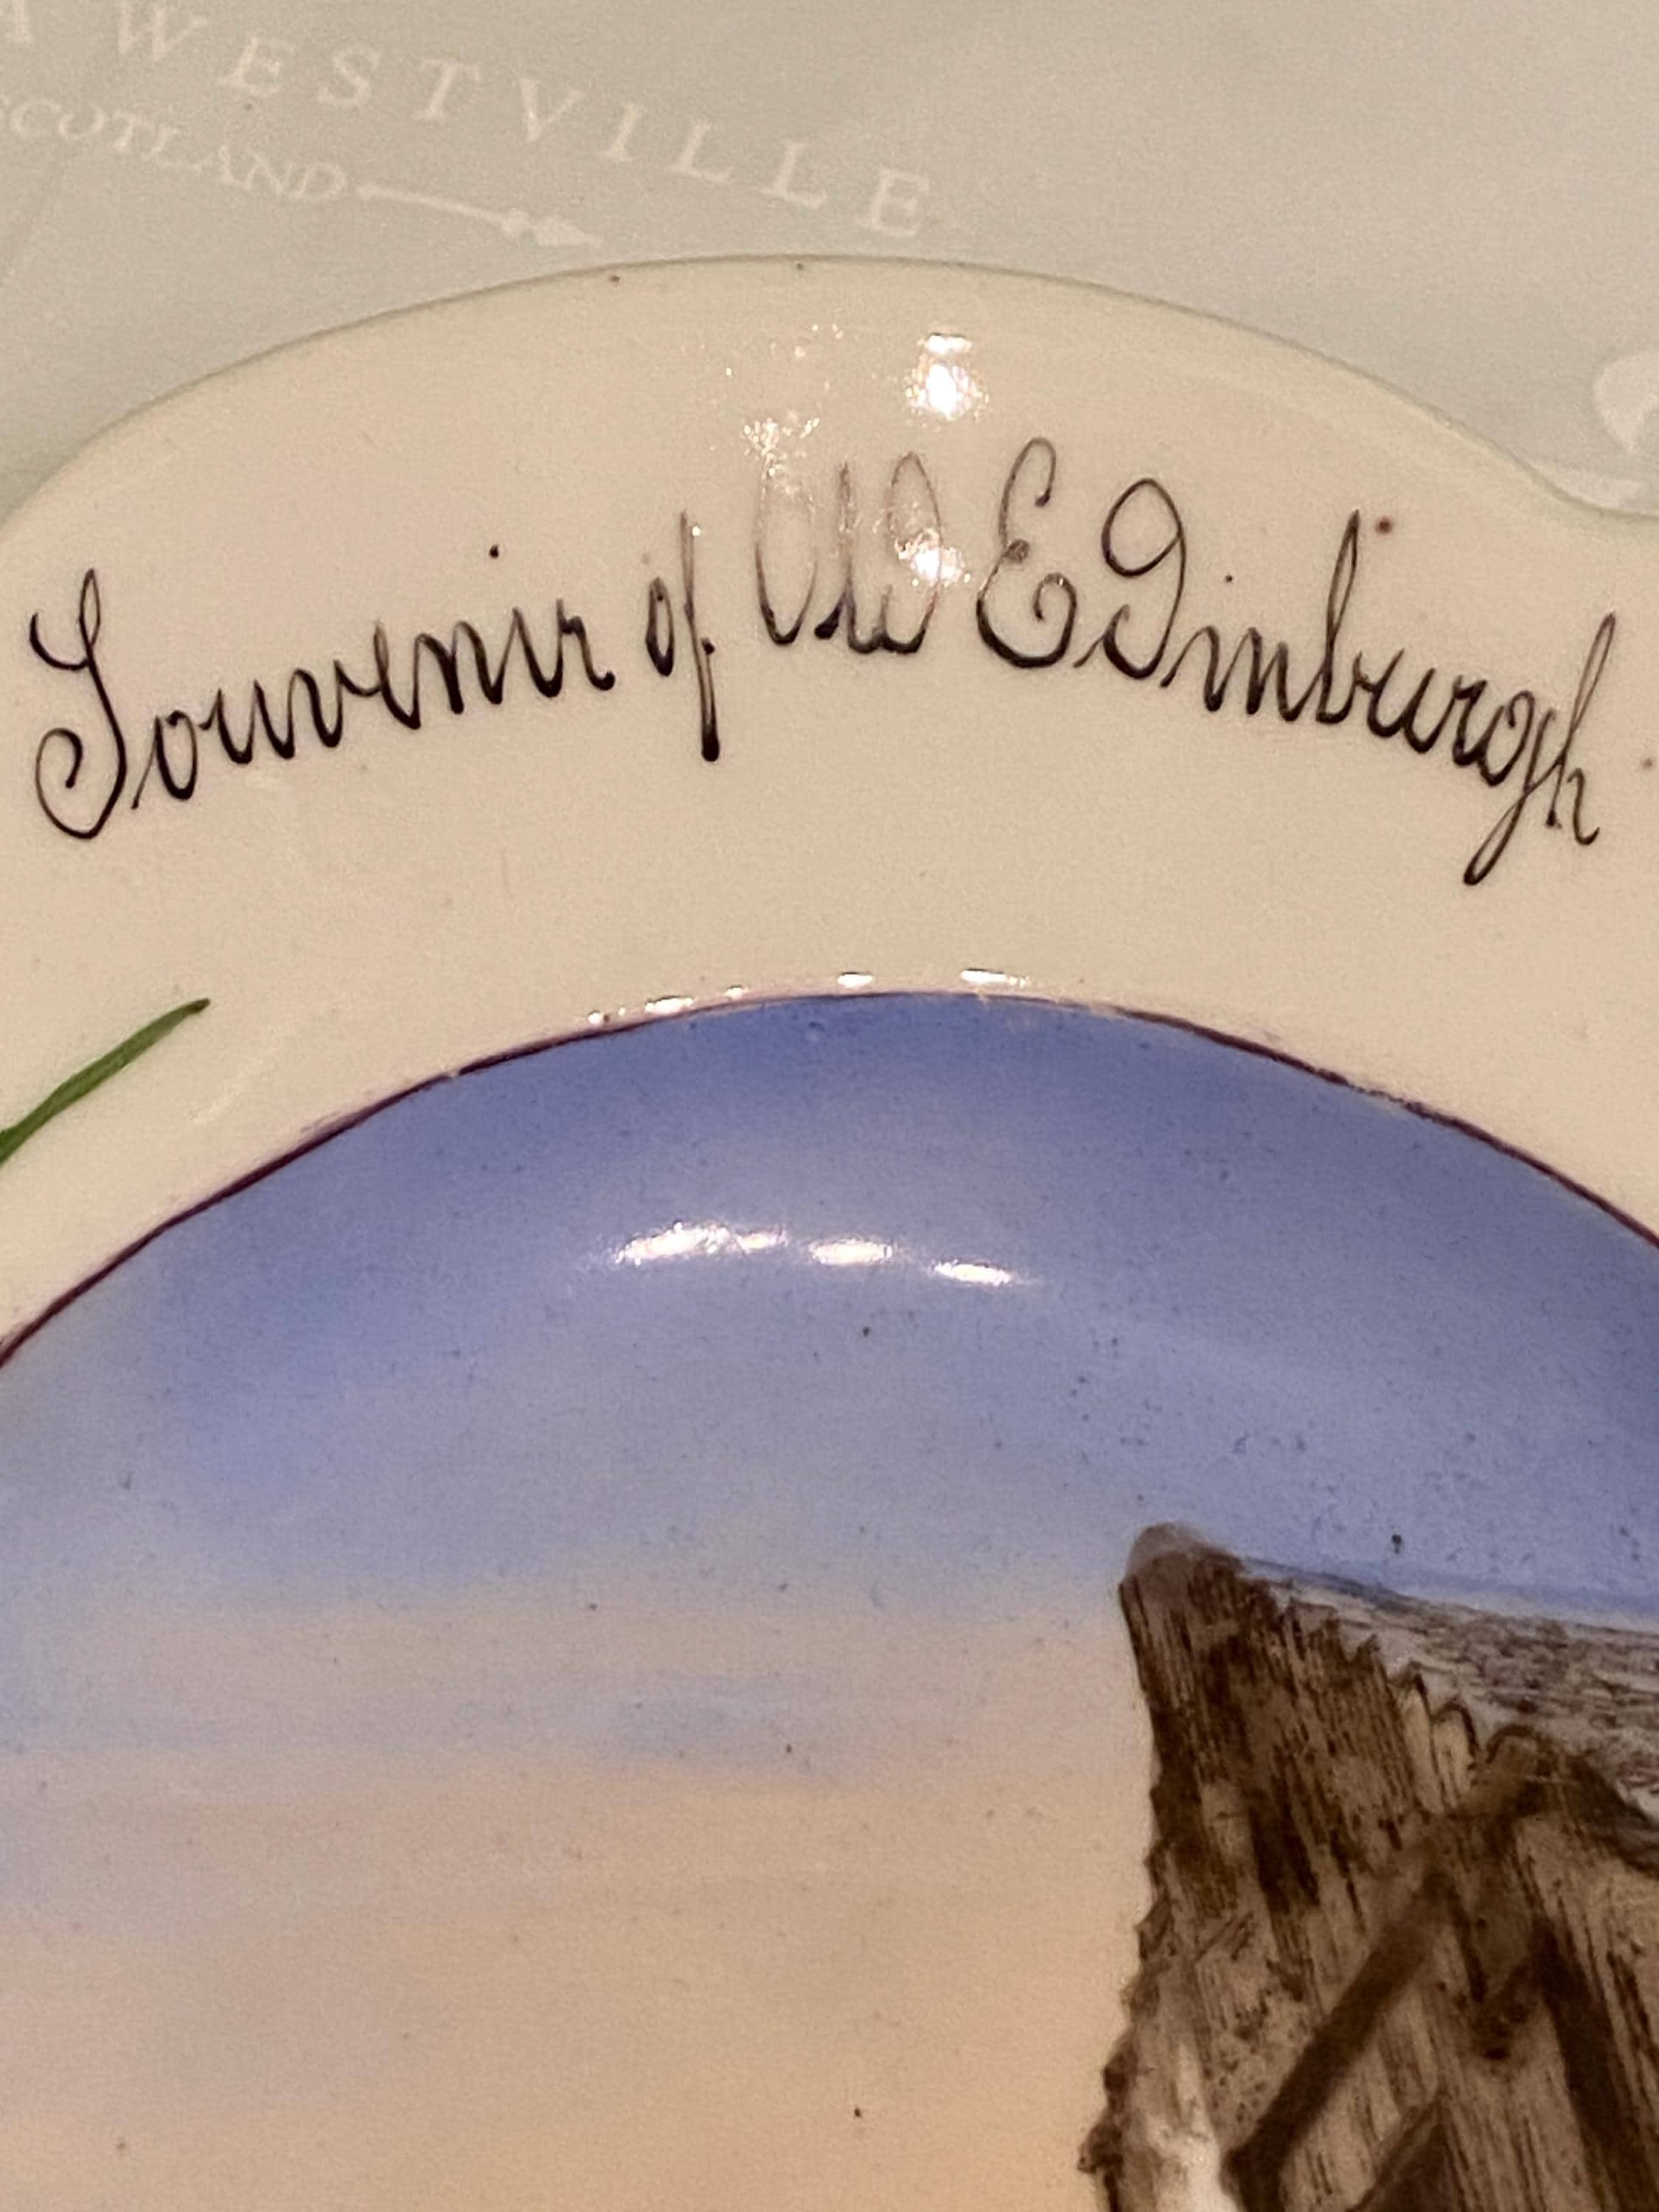 A WESTVILLE
SCOTLAND
Souvenir of Old Edinburgh